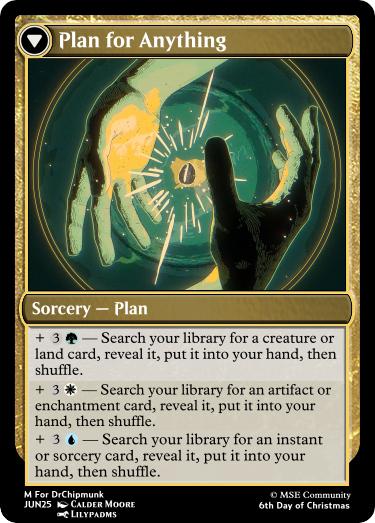 Plan for Anything
Sorcery — Plan
+ 3 — Search your library for a creature or
land card, reveal it, put it into your hand, then
shuffle.
+ 3 — Search your library for an artifact or
enchantment card, reveal it, put it into your
hand, then shuffle.
+ 3 — Search your library for an instant
or sorcery card, reveal it, put it into your
hand, then shuffle.
M For DrChipmunk
© MSE Community
JUN25 Calder Moore
6th Day of Christmas
Lilypadms